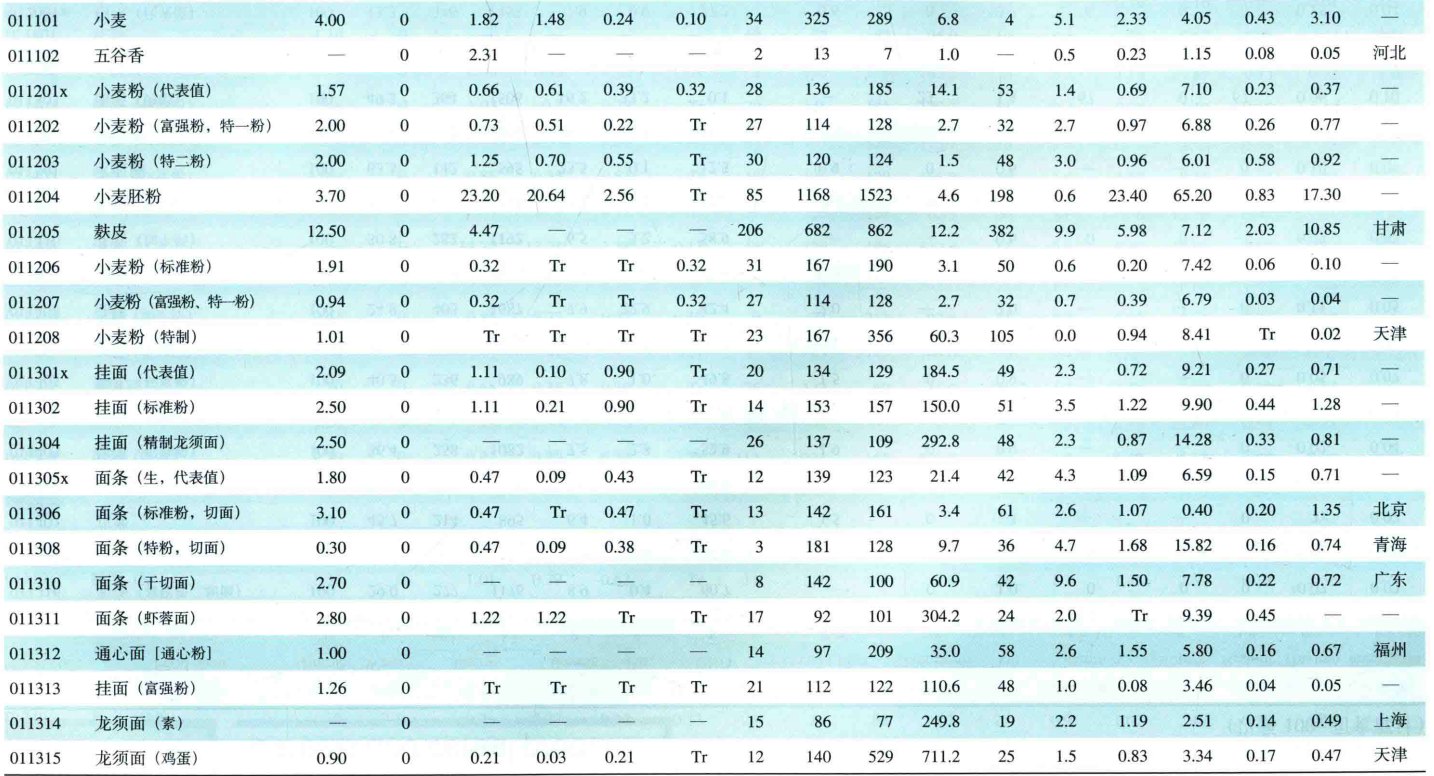 011101 小麦 4.00 0 1.82 1.48 0.24 0.10 34 325 289 6.8 4 5.1 2.33 4.05 0.43 3.10 —
011102 五谷香 — 0 2.31 — — — 2 13 7 1.0 — 0.5 0.23 1.15 0.08 0.05 河北
011201x 小麦粉（代表值） 1.57 0 0.66 0.61 0.39 0.32 28 136 185 14.1 53 1.4 0.69 7.10 0.23 0.37 —
011202 小麦粉（富强粉，特一粉） 2.00 0 0.73 0.51 0.22 Tr 27 114 128 2.7 32 2.7 0.97 6.88 0.26 0.77 —
011203 小麦粉（特二粉） 2.00 0 1.25 0.70 0.55 Tr 30 120 124 1.5 48 3.0 0.96 6.01 0.58 0.92 —
011204 小麦胚粉 3.70 0 23.20 20.64 2.56 Tr 85 1168 1523 4.6 198 0.6 23.40 65.20 0.83 17.30 —
011205 麸皮 12.50 0 4.47 — — — 206 682 862 12.2 382 9.9 5.98 7.12 2.03 10.85 甘肃
011206 小麦粉（标准粉） 1.91 0 0.32 Tr Tr 0.32 31 167 190 3.1 50 0.6 0.20 7.42 0.06 0.10 —
011207 小麦粉（富强粉、特一粉） 0.94 0 0.32 Tr Tr 0.32 27 114 128 2.7 32 0.7 0.39 6.79 0.03 0.04 —
011208 小麦粉（特制） 1.01 0 Tr Tr Tr Tr 23 167 356 60.3 105 0.0 0.94 8.41 Tr 0.02 天津
011301x 挂面（代表值） 2.09 0 1.11 0.10 0.90 Tr 20 134 129 184.5 49 2.3 0.72 9.21 0.27 0.71 —
011302 挂面（标准粉） 2.50 0 1.11 0.21 0.90 Tr 14 153 157 150.0 51 3.5 1.22 9.90 0.44 1.28 —
011304 挂面（精制龙须面） 2.50 0 — — — — 26 137 109 292.8 48 2.3 0.87 14.28 0.33 0.81 —
011305x 面条（生，代表值） 1.80 0 0.47 0.09 0.43 Tr 12 139 123 21.4 42 4.3 1.09 6.59 0.15 0.71 —
011306 面条（标准粉，切面） 3.10 0 0.47 Tr 0.47 Tr 13 142 161 3.4 61 2.6 1.07 0.40 0.20 1.35 北京
011308 面条（特粉，切面） 0.30 0 0.47 0.09 0.38 Tr 3 181 128 9.7 36 4.7 1.68 15.82 0.16 0.74 青海
011310 面条（干切面） 2.70 0 — — — — 8 142 100 60.9 42 9.6 1.50 7.78 0.22 0.72 广东
011311 面条（虾蓉面） 2.80 0 1.22 1.22 Tr Tr 17 92 101 304.2 24 2.0 Tr 9.39 0.45 — —
011312 通心面［通心粉］ 1.00 0 — — — — 14 97 209 35.0 58 2.6 1.55 5.80 0.16 0.67 福州
011313 挂面（富强粉） 1.26 0 Tr Tr Tr Tr 21 112 122 110.6 48 1.0 0.08 3.46 0.04 0.05 —
011314 龙须面（素） — 0 — — — — 15 86 77 249.8 19 2.2 1.19 2.51 0.14 0.49 上海
011315 龙须面（鸡蛋） 0.90 0 0.21 0.03 0.21 Tr 12 140 529 711.2 25 1.5 0.83 3.34 0.17 0.47 天津